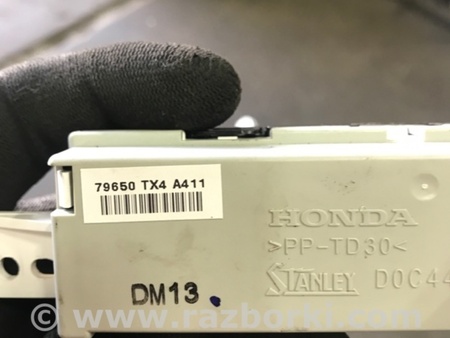 79650 TX4 A411
HONDA
>PP-TD30<
STANLEY D0C44
DM13
© www.razborki.com